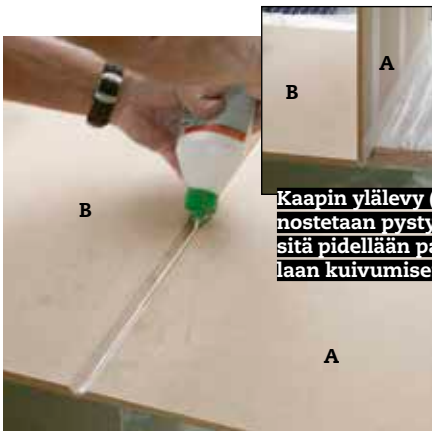 B
A
Kaapin ylälevy (
nostetaan pysty
sitä pidellään pa
laan kuivumise
B
A